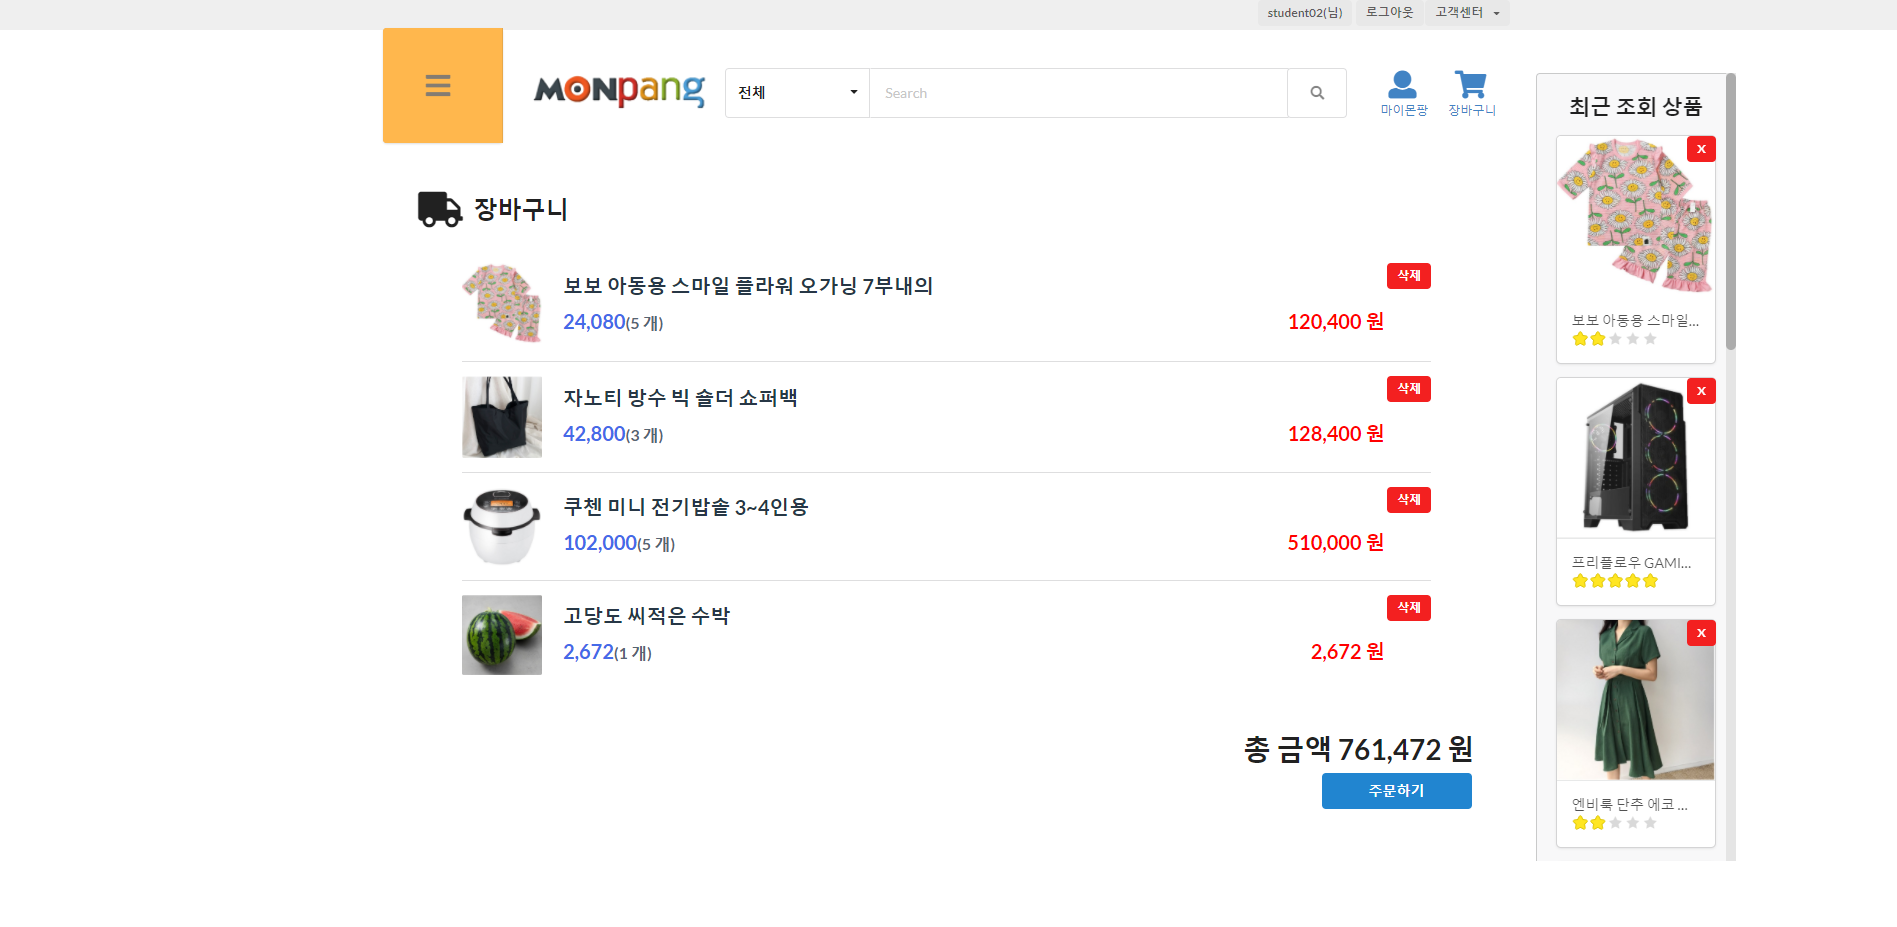 student02(님) 로그아웃 고객센터
MONpang 전체 Search
마이몬팡 장바구니
최근 조회 상품
장바구니
보보 아동용 스마일 플라워 오가닝 7부내의 삭제
24,080(5 개) 120,400 원
자노티 방수 빅 숄더 쇼퍼백 삭제
42,800(3 개) 128,400 원
쿠첸 미니 전기밥솥 3~4인용 삭제
102,000(5 개) 510,000 원
고당도 씨적은 수박 삭제
2,672(1 개) 2,672 원
총 금액 761,472 원
주문하기
X
보보 아동용 스마일...
X
프리플로우 GAMI...
X
엔비룩 단추 에코 ...